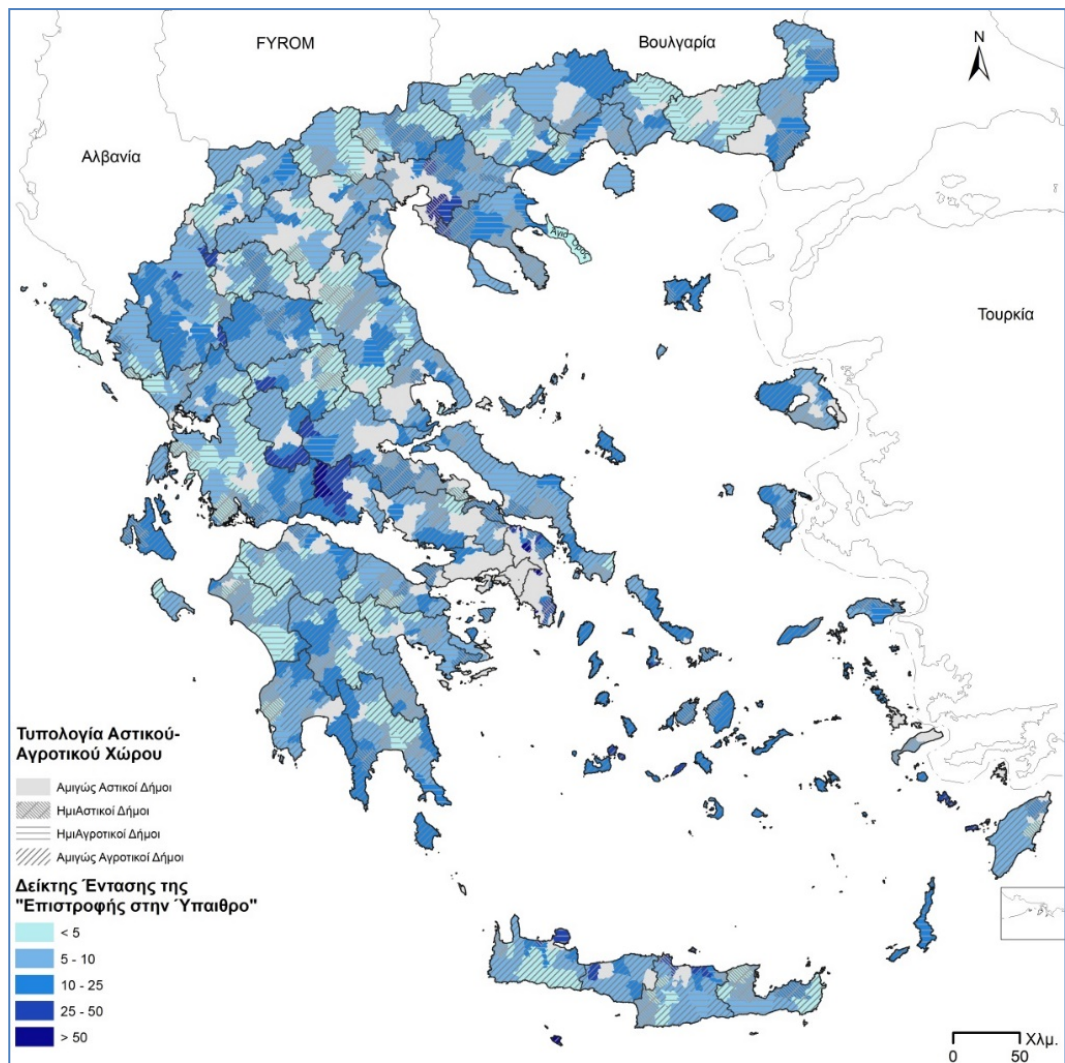 FYROM
Βουλγαρία
N
Αλβανία
Άγιο Όρος
Τουρκία
Τυπολογία Αστικού-
Αγροτικού Χώρου
Αμιγώς Αστικοί Δήμοι
ΗμιΑστικοί Δήμοι
ΗμιΑγροτικοί Δήμοι
Αμιγώς Αγροτικοί Δήμοι
Δείκτης Έντασης της
"Επιστροφής στην Ύπαιθρο"
< 5
5 - 10
10 - 25
25 - 50
> 50
Χλμ.
0 50